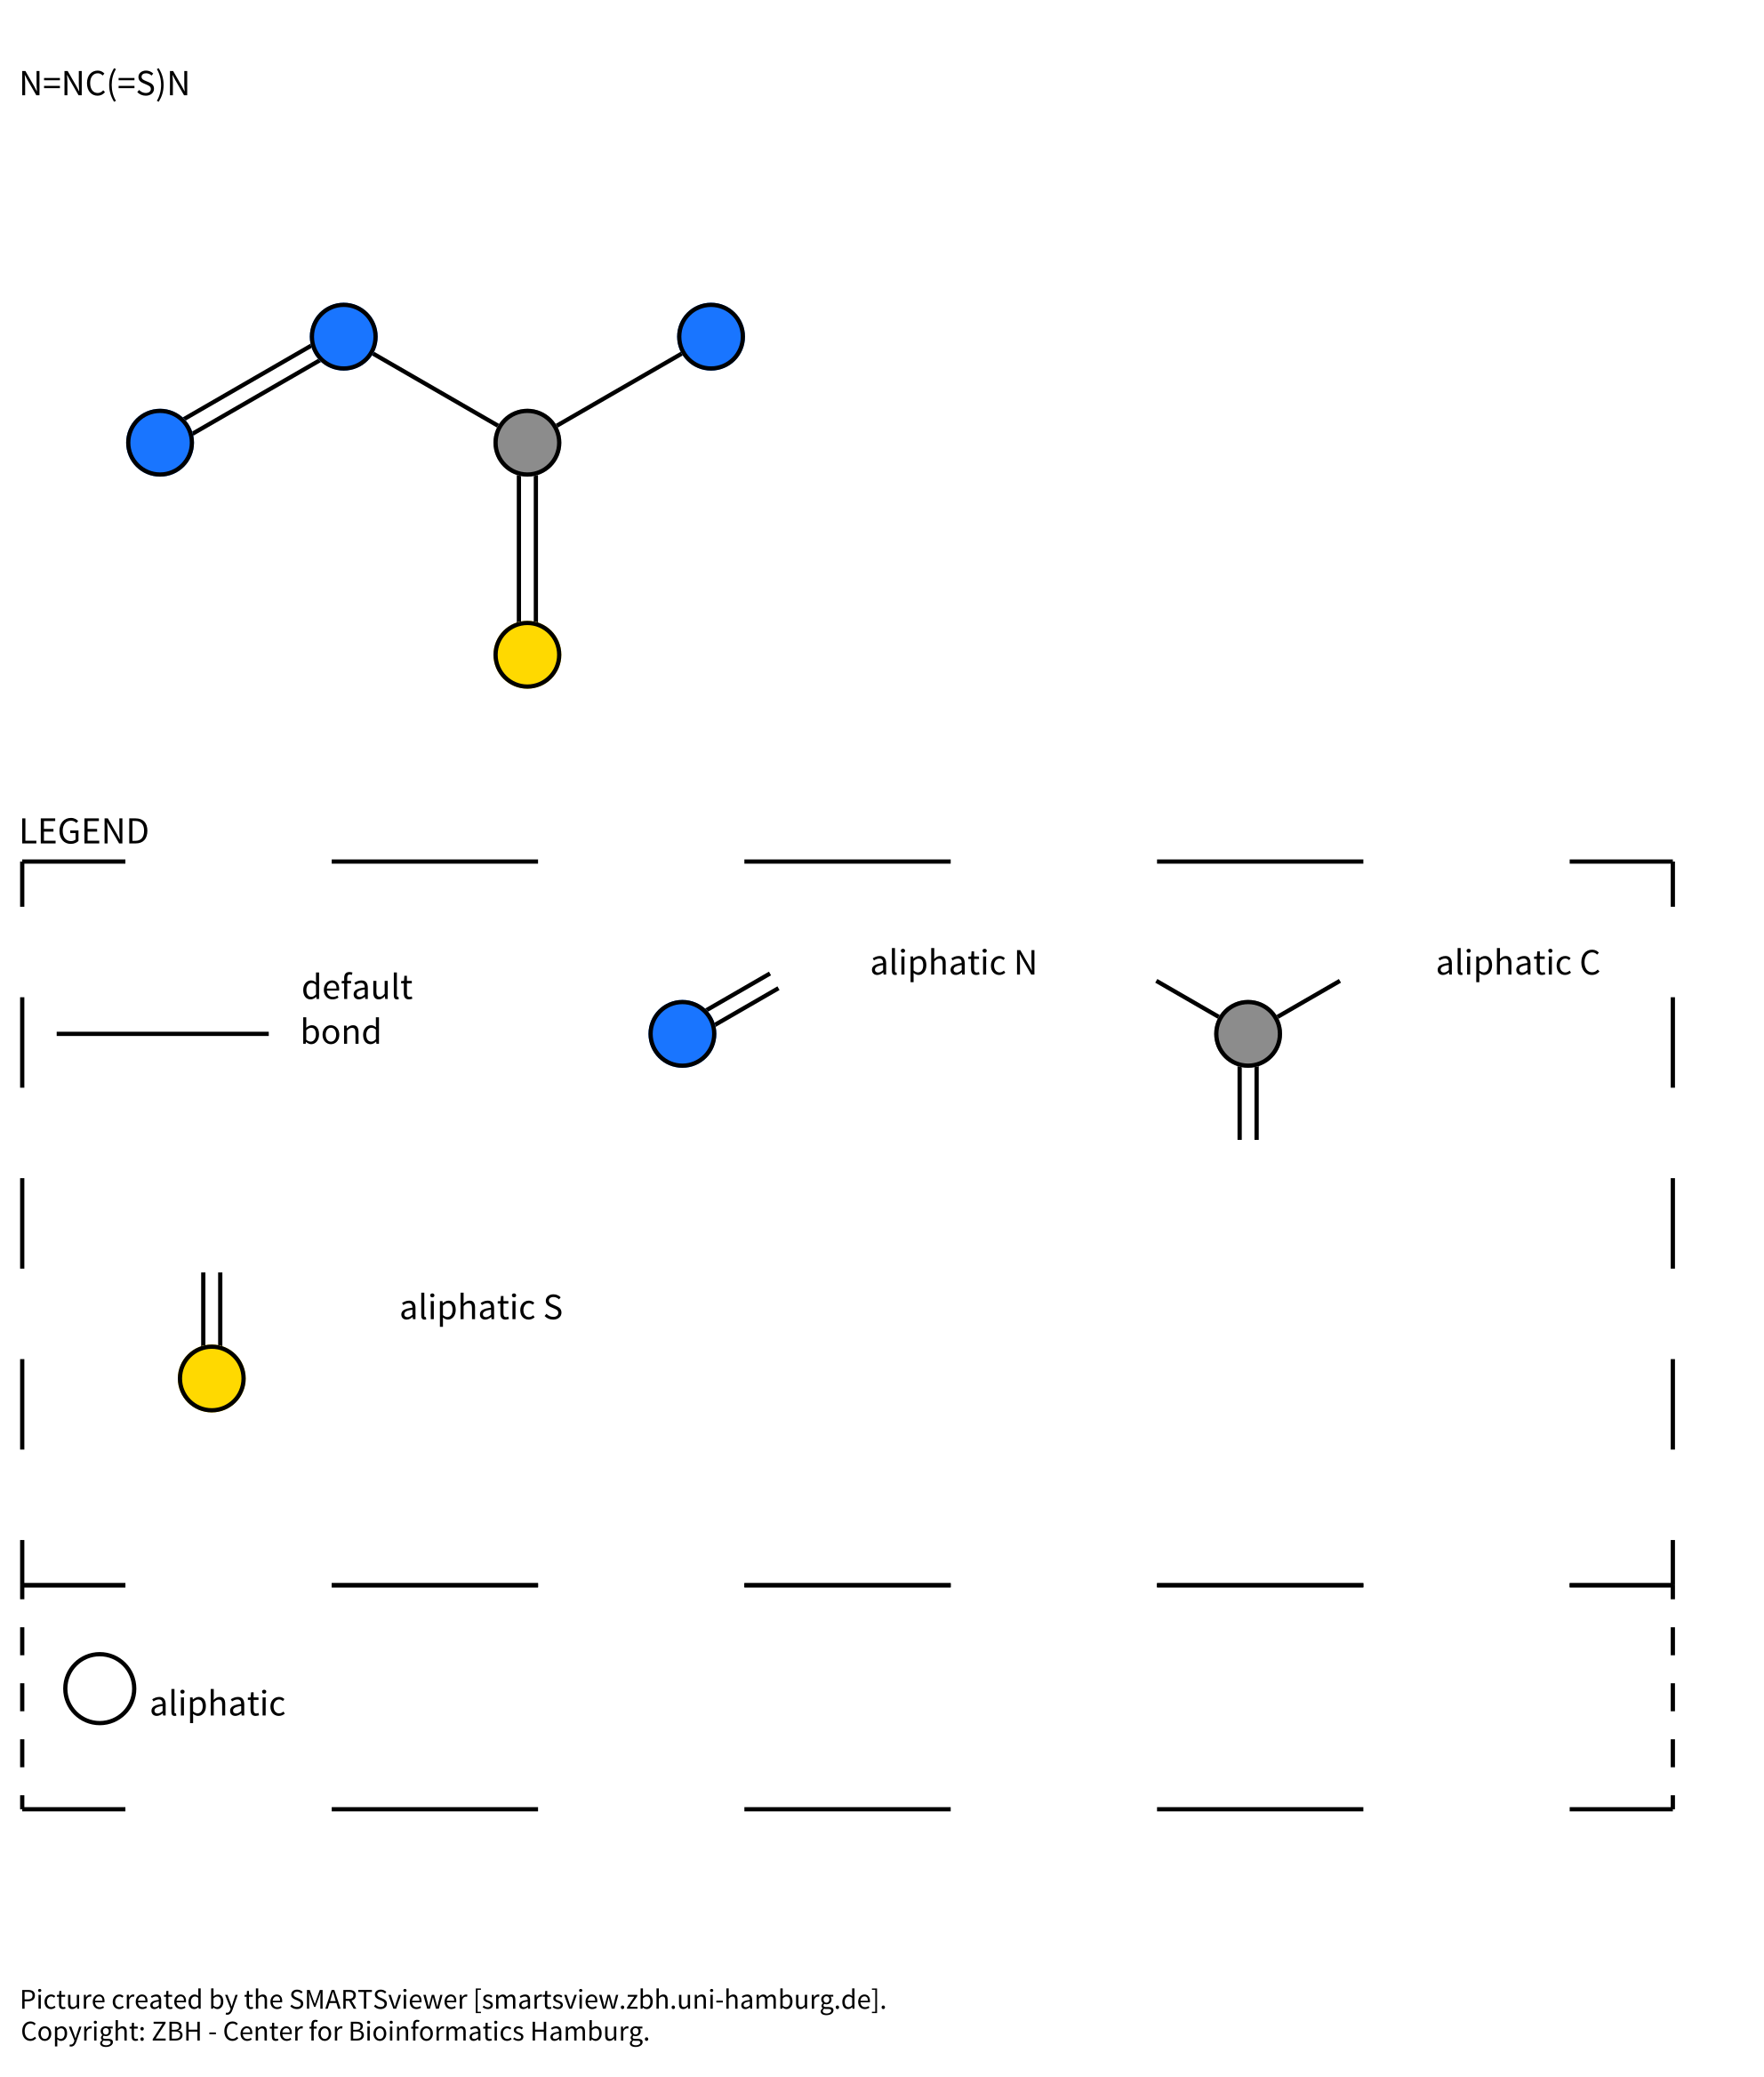 N=NC(=S)N
LEGEND
default
bond
aliphatic N
aliphatic C
aliphatic S
aliphatic
Picture created by the SMARTSviewer [smartsview.zbh.uni-hamburg.de].
Copyright: ZBH - Center for Bioinformatics Hamburg.